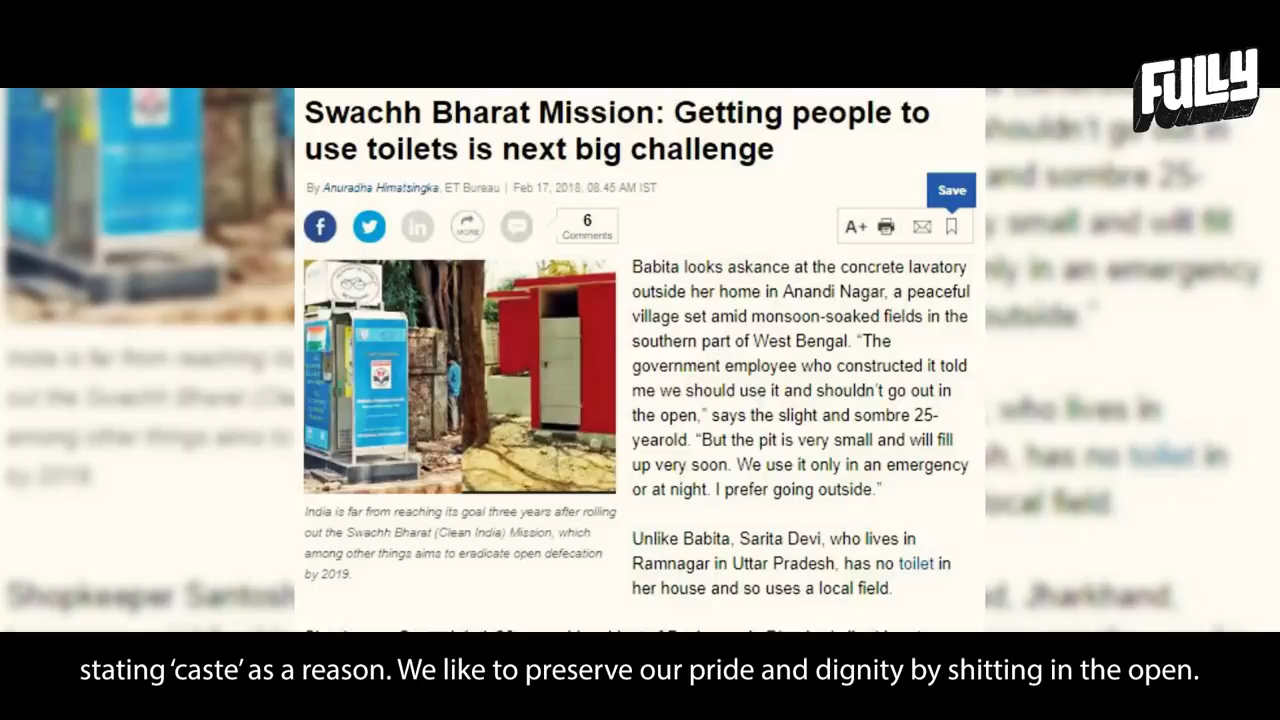 FULLY
Swachh Bharat Mission: Getting people to
use toilets is next big challenge
By Anuradha Himatsingka, ET Bureau | Feb 17, 2018, 08.45 AM IST
Save
MORE
6
Comments
A+
Babita looks askance at the concrete lavatory
outside her home in Anandi Nagar, a peaceful
village set amid monsoon-soaked fields in the
southern part of West Bengal. “The
government employee who constructed it told
me we should use it and shouldn’t go out in
the open,” says the slight and sombre 25-
yearold. “But the pit is very small and will fill
up very soon. We use it only in an emergency
or at night. I prefer going outside.”
Unlike Babita, Sarita Devi, who lives in
Ramnagar in Uttar Pradesh, has no toilet in
her house and so uses a local field.
India is far from reaching its goal three years after rolling
out the Swachh Bharat (Clean India) Mission, which
among other things aims to eradicate open defecation
by 2019.
stating ‘caste’ as a reason. We like to preserve our pride and dignity by shitting in the open.